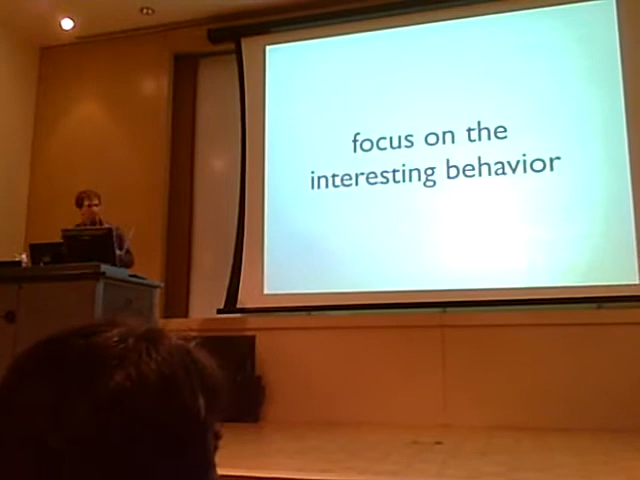 focus on the
interesting behavior